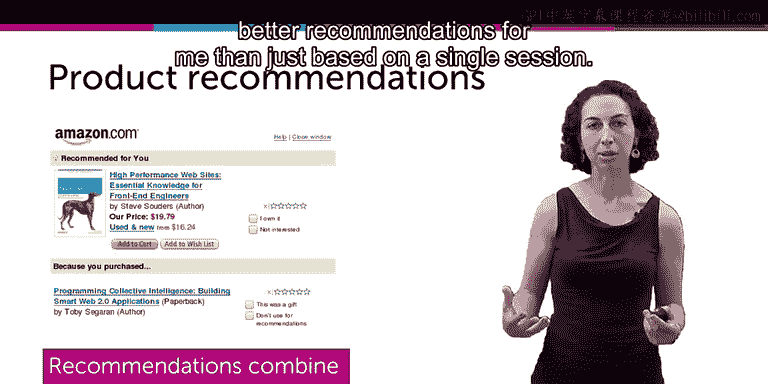 better recommendations for
me than just based on a single session.
Product recommendations
amazon.com
Help | Close window
Recommended for You
High Performance Web Sites:
Essential Knowledge for
Front-End Engineers
by Steve Souders (Author)
Our Price: $19.79
Used & new from $16.24
I own it
Not interested
Add to Cart
Add to Wish List
Because you purchased...
Programming Collective Intelligence: Building
Smart Web 2.0 Applications (Paperback)
by Toby Segaran (Author)
This was a gift
Don't use for
recommendations
Recommendations combine